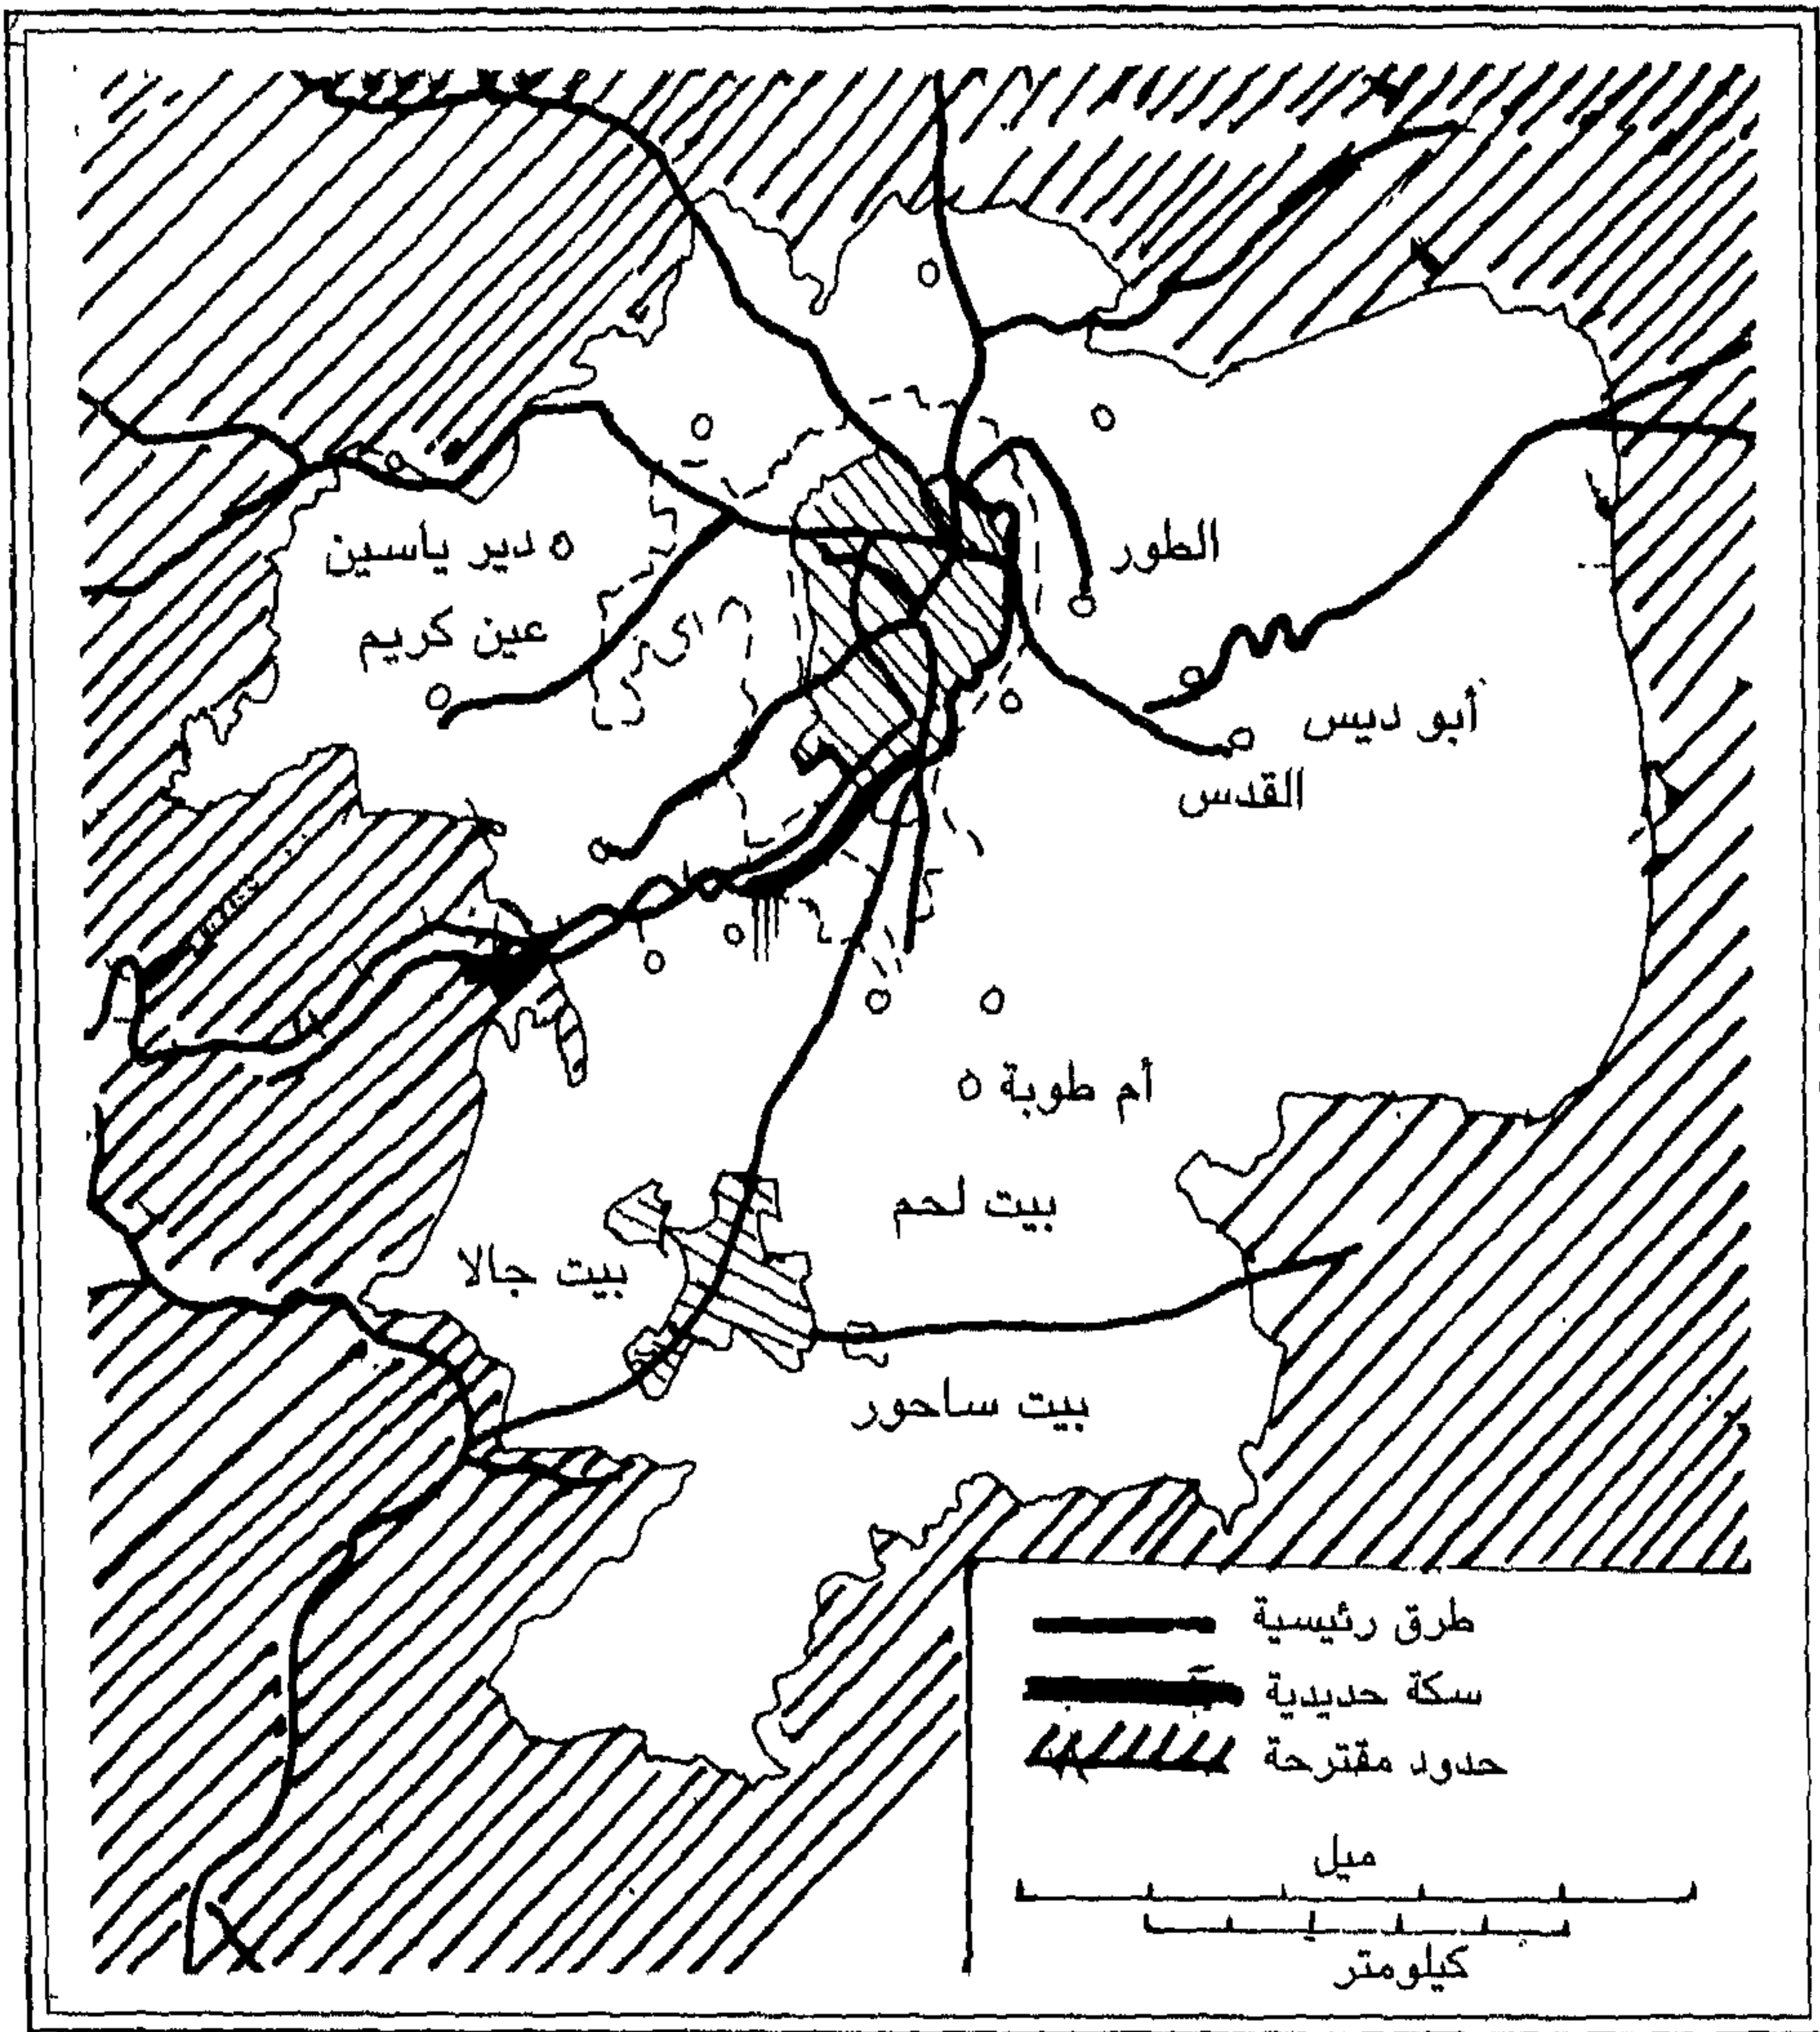 الطور
دير ياسين
عين كريم
أبو ديس
القدس
أم طوبة
بيت لحم
بيت جالا
بيت ساحور
طرق رئيسية
سكة حديدية
حدود مقترحة
ميل
كيلومتر